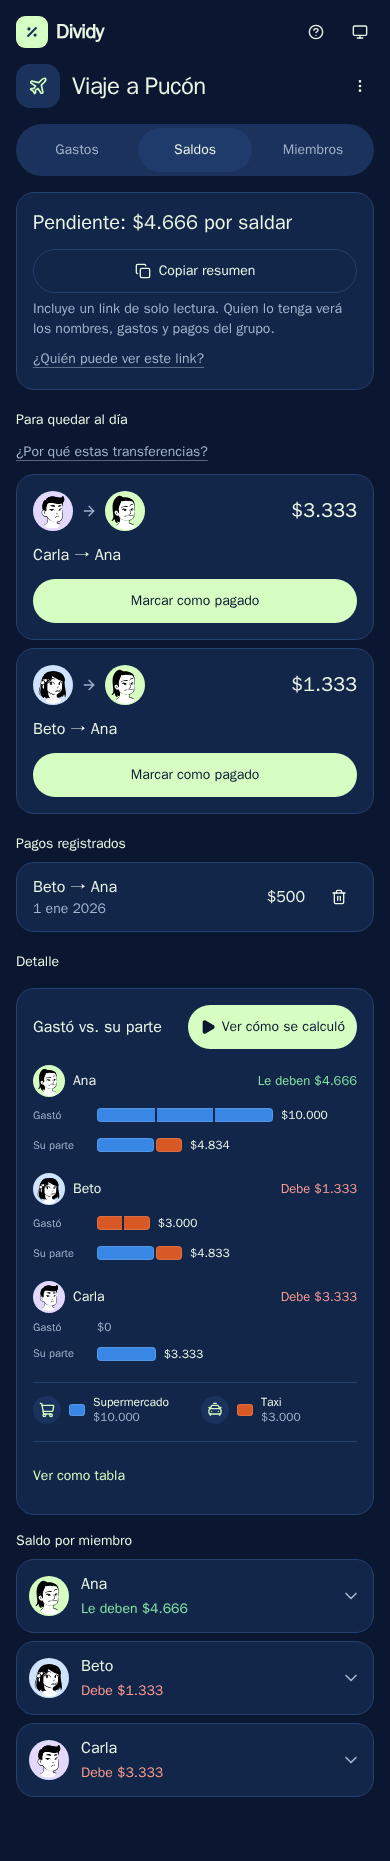 Dividy
Viaje a Pucón
Gastos
Saldos
Miembros
Pendiente: $4.666 por saldar
Copiar resumen
Incluye un link de solo lectura. Quien lo tenga verá
los nombres, gastos y pagos del grupo.
¿Quién puede ver este link?
Para quedar al día
¿Por qué estas transferencias?
$3.333
Carla → Ana
Marcar como pagado
$1.333
Beto → Ana
Marcar como pagado
Pagos registrados
Beto → Ana
1 ene 2026
$500
Detalle
Gastó vs. su parte
Ver cómo se calculó
Ana
Le deben $4.666
Gastó
$10.000
Su parte
$4.834
Beto
Debe $1.333
Gastó
$3.000
Su parte
$4.833
Carla
Debe $3.333
Gastó
$0
Su parte
$3.333
Supermercado
$10.000
Taxi
$3.000
Ver como tabla
Saldo por miembro
Ana
Le deben $4.666
Beto
Debe $1.333
Carla
Debe $3.333